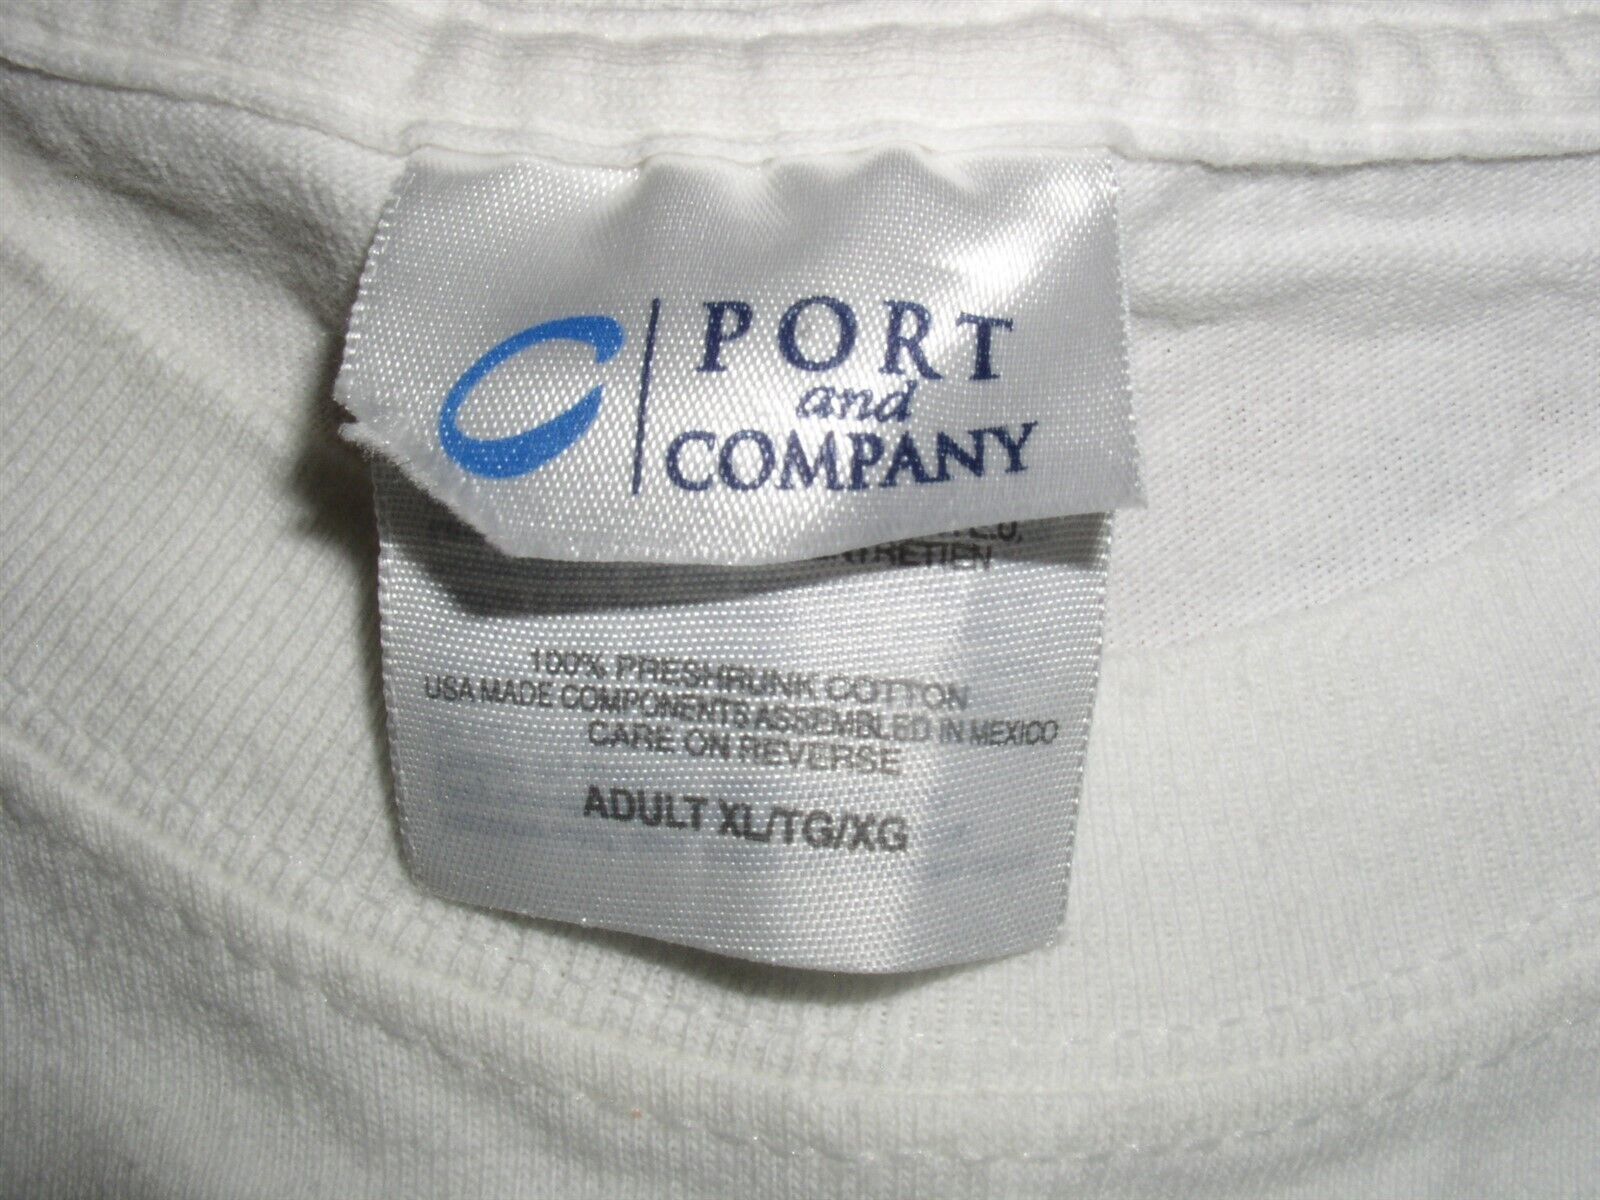 PORT
and
COMPANY
E.U.
ENTRETIEN
100% PRESHRUNK COTTON
USA MADE COMPONENTS ASSEMBLED IN MEXICO
CARE ON REVERSE
ADULT XL/TG/XG